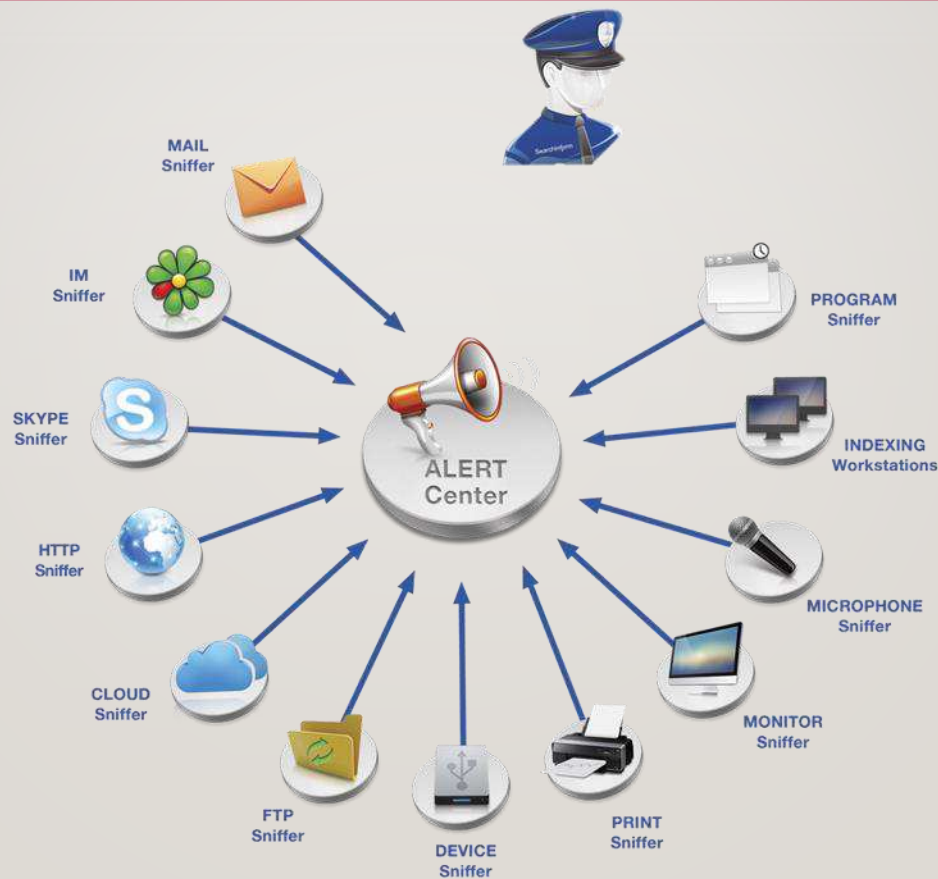 SearchInform
MAIL
Sniffer
IM
Sniffer
SKYPE
Sniffer
HTTP
Sniffer
CLOUD
Sniffer
FTP
Sniffer
DEVICE
Sniffer
PRINT
Sniffer
MONITOR
Sniffer
MICROPHONE
Sniffer
INDEXING
Workstations
PROGRAM
Sniffer
ALERT
Center